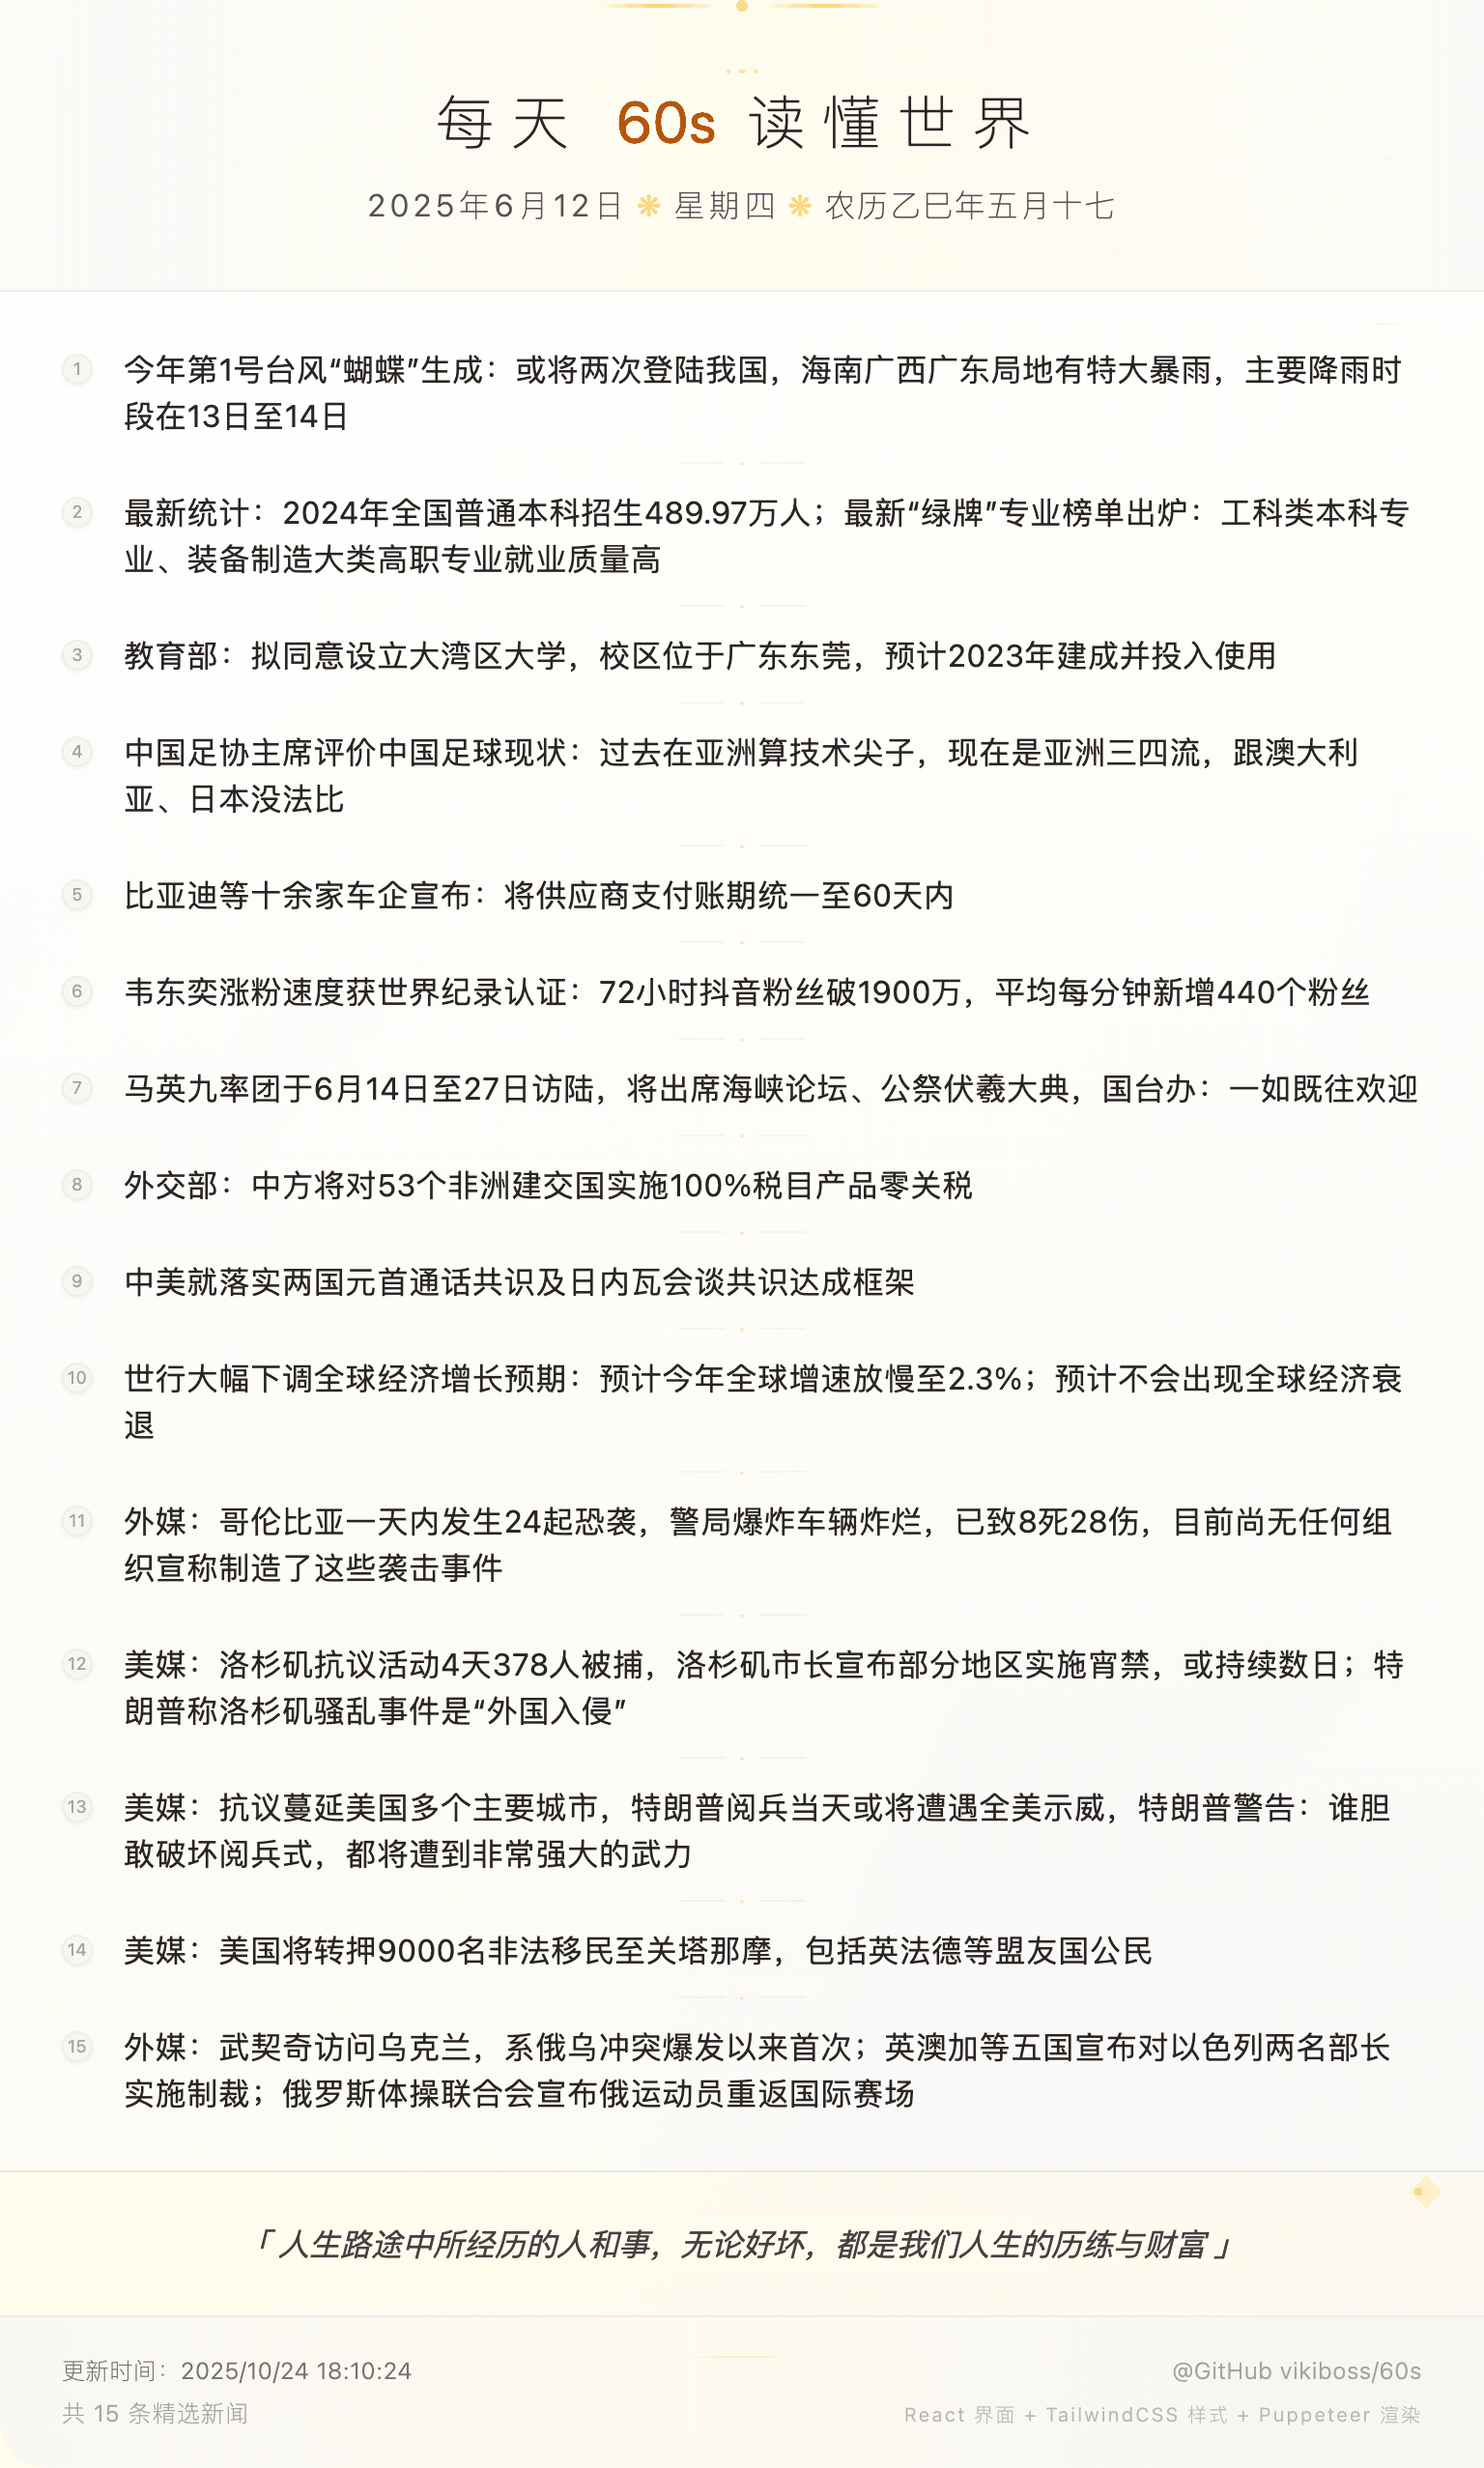 每天 60s 读懂世界
2025年6月12日 ❋ 星期四 ❋ 农历乙巳年五月十七
1 今年第1号台风“蝴蝶”生成：或将两次登陆我国，海南广西广东局地有特大暴雨，主要降雨时
段在13日至14日
2 最新统计：2024年全国普通本科招生489.97万人；最新“绿牌”专业榜单出炉：工科类本科专
业、装备制造大类高职专业就业质量高
3 教育部：拟同意设立大湾区大学，校区位于广东东莞，预计2023年建成并投入使用
4 中国足协主席评价中国足球现状：过去在亚洲算技术尖子，现在是亚洲三四流，跟澳大利
亚、日本没法比
5 比亚迪等十余家车企宣布：将供应商支付账期统一至60天内
6 韦东奕涨粉速度获世界纪录认证：72小时抖音粉丝破1900万，平均每分钟新增440个粉丝
7 马英九率团于6月14日至27日访陆，将出席海峡论坛、公祭伏羲大典，国台办：一如既往欢迎
8 外交部：中方将对53个非洲建交国实施100%税目产品零关税
9 中美就落实两国元首通话共识及日内瓦会谈共识达成框架
10 世行大幅下调全球经济增长预期：预计今年全球增速放慢至2.3%；预计不会出现全球经济衰
退
11 外媒：哥伦比亚一天内发生24起恐袭，警局爆炸车辆炸烂，已致8死28伤，目前尚无任何组
织宣称制造了这些袭击事件
12 美媒：洛杉矶抗议活动4天378人被捕，洛杉矶市长宣布部分地区实施宵禁，或持续数日；特
朗普称洛杉矶骚乱事件是“外国入侵”
13 美媒：抗议蔓延美国多个主要城市，特朗普阅兵当天或将遭遇全美示威，特朗普警告：谁胆
敢破坏阅兵式，都将遭到非常强大的武力
14 美媒：美国将转押9000名非法移民至关塔那摩，包括英法德等盟友国公民
15 外媒：武契奇访问乌克兰，系俄乌冲突爆发以来首次；英澳加等五国宣布对以色列两名部长
实施制裁；俄罗斯体操联合会宣布俄运动员重返国际赛场
「 人生路途中所经历的人和事，无论好坏，都是我们人生的历练与财富 」
更新时间：2025/10/24 18:10:24
@GitHub vikiboss/60s
共 15 条精选新闻
React 界面 + TailwindCSS 样式 + Puppeteer 渲染